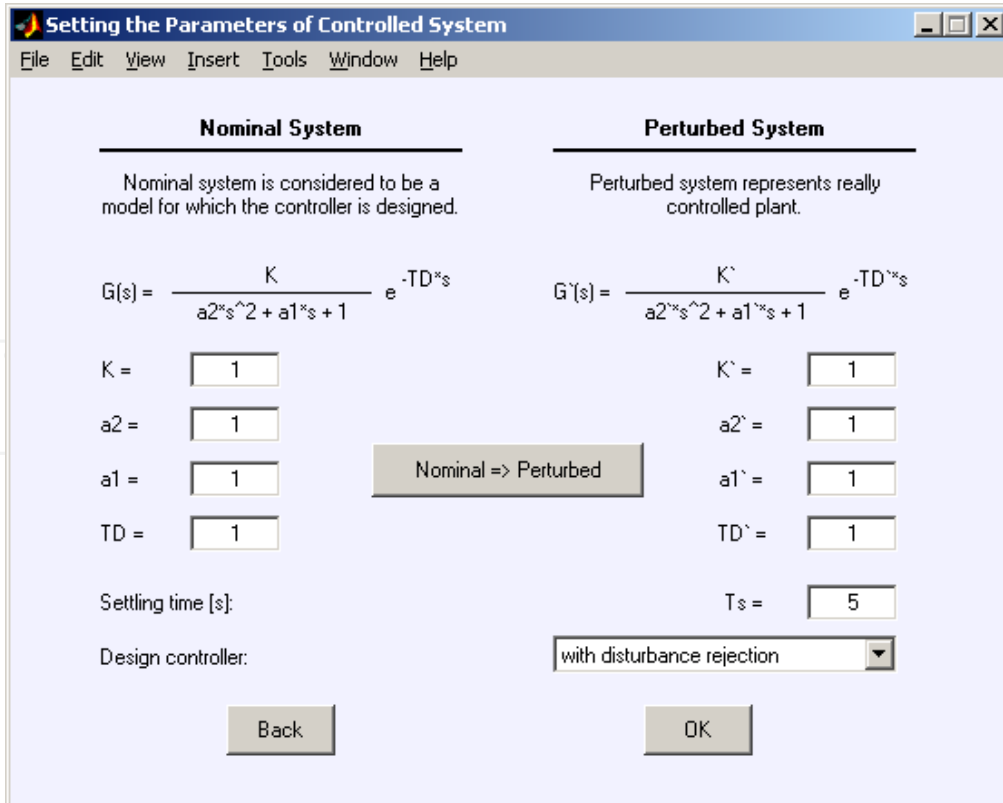 Setting the Parameters of Controlled System
File Edit View Insert Tools Window Help
Nominal System
Nominal system is considered to be a
model for which the controller is designed.
G(s) = K / a2*s^2 + a1*s + 1 e -TD*s
K = 1
a2 = 1
a1 = 1
TD = 1
Perturbed System
Perturbed system represents really
controlled plant.
G`(s) = K` / a2`*s^2 + a1`*s + 1 e -TD`*s
K` = 1
a2` = 1
a1` = 1
TD` = 1
Nominal => Perturbed
Settling time [s]: Ts = 5
Design controller: with disturbance rejection
Back OK